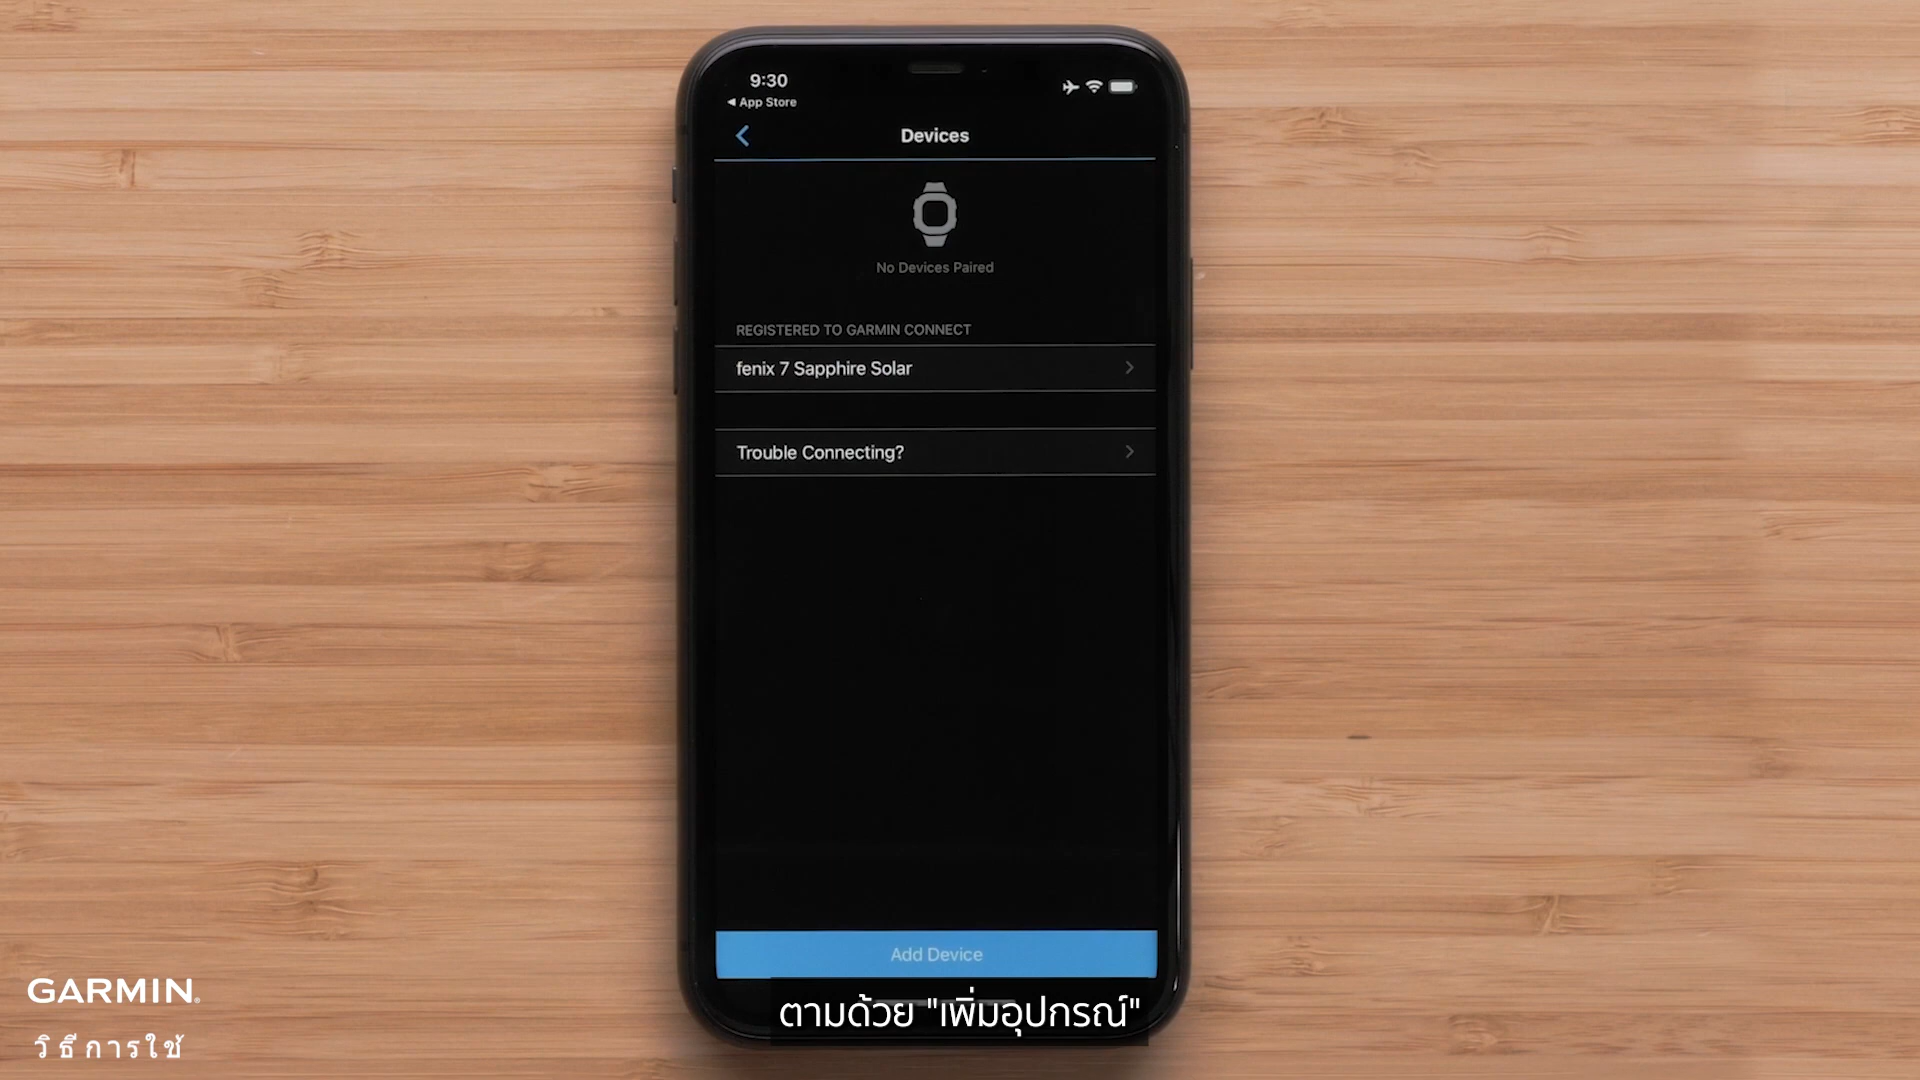 9:30
◀ App Store
Devices
No Devices Paired
REGISTERED TO GARMIN CONNECT
fenix 7 Sapphire Solar
Trouble Connecting?
Add Device
ตามด้วย "เพิ่มอุปกรณ์"
GARMIN®
วิธีการใช้